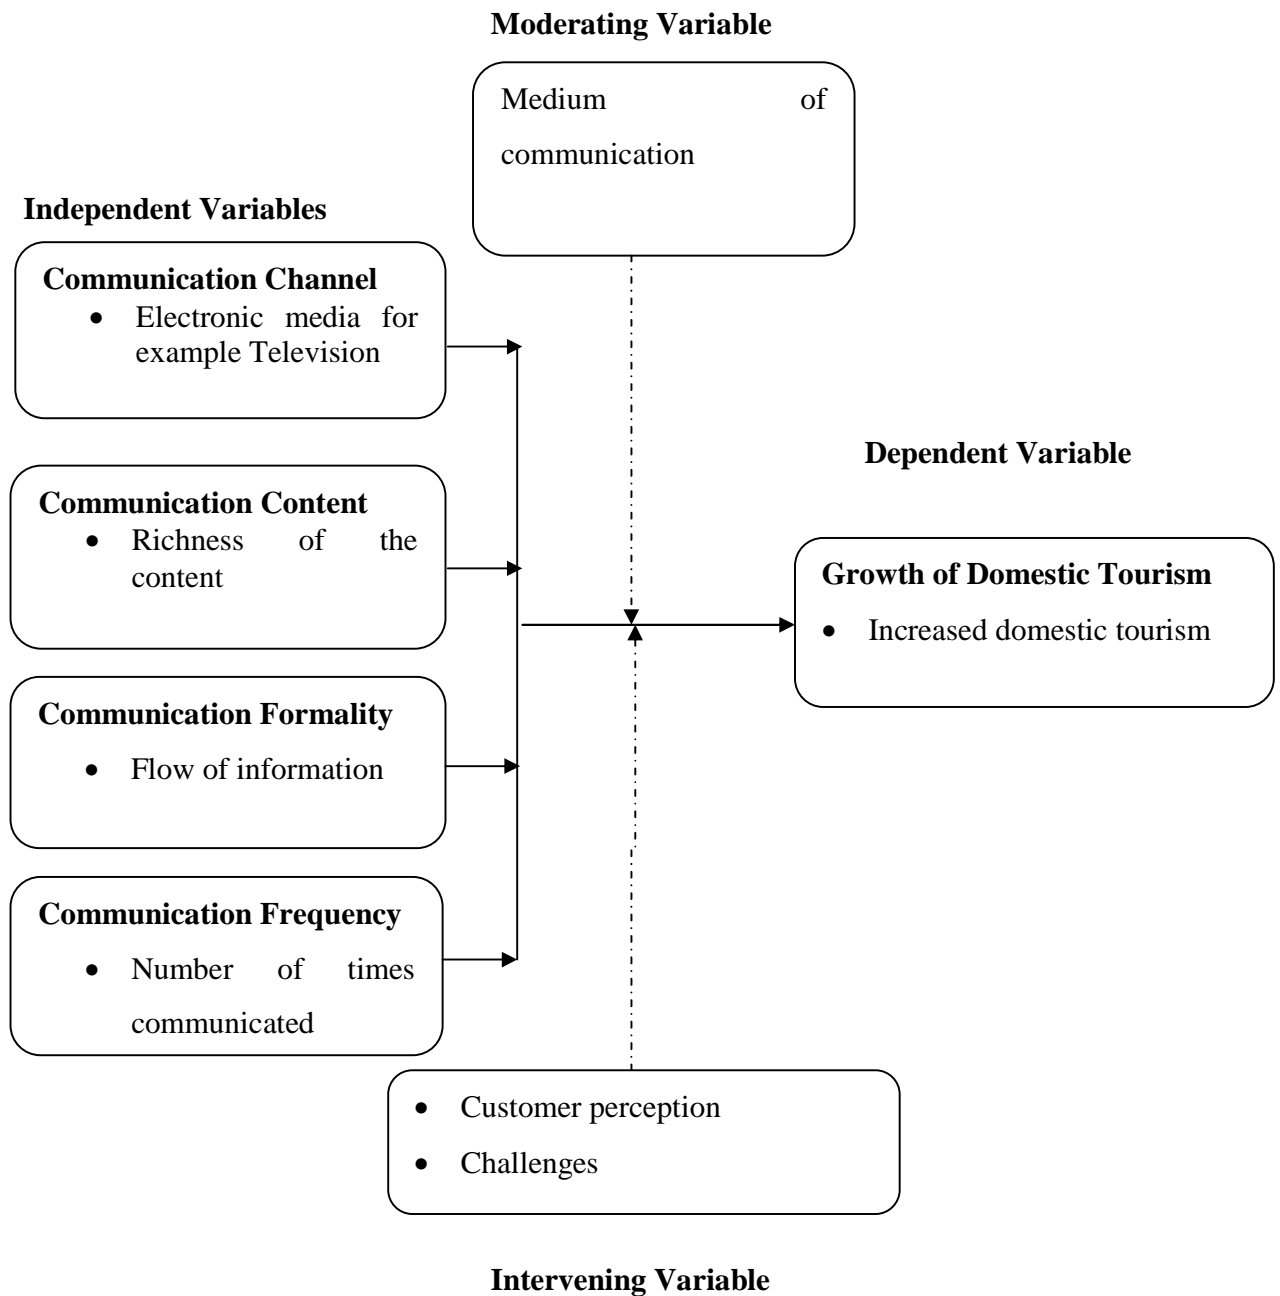 Moderating Variable
Medium of
communication
Independent Variables
Communication Channel
• Electronic media for
example Television
Communication Content
• Richness of the
content
Communication Formality
• Flow of information
Communication Frequency
• Number of times
communicated
Dependent Variable
Growth of Domestic Tourism
• Increased domestic tourism
• Customer perception
• Challenges
Intervening Variable